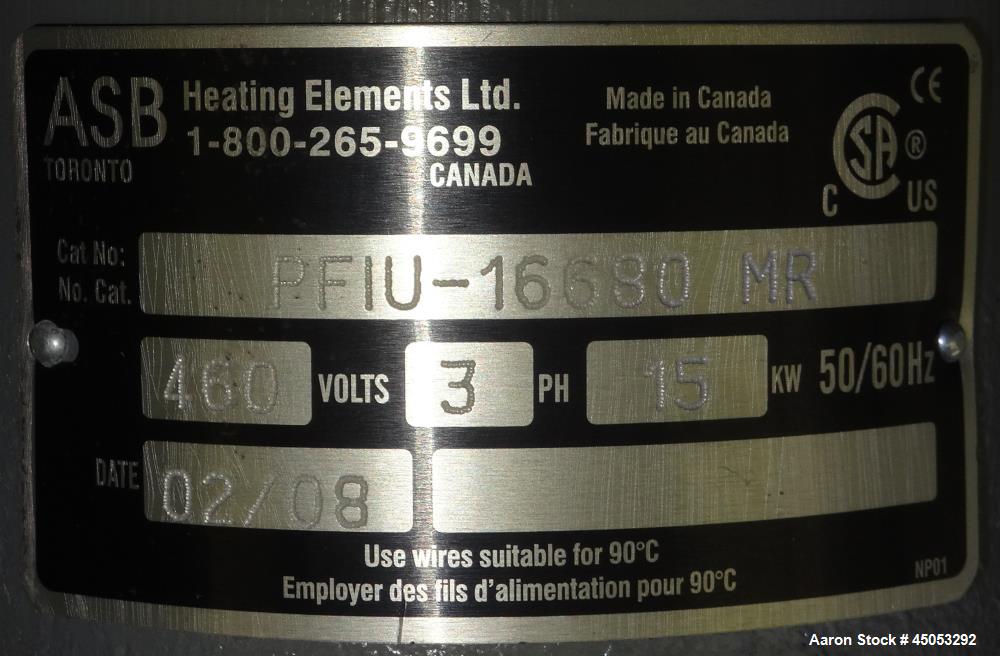 ASB Heating Elements Ltd.
1-800-265-9699
TORONTO
CANADA
Made in Canada
Fabrique au Canada
CE
CSA ®
C US
Cat No:
No. Cat.
PFIU-16680 MR
460 VOLTS 3 PH 15 KW 50/60Hz
DATE 02/08
Use wires suitable for 90°C
Employer des fils d'alimentation pour 90°C
NP01
Aaron Stock # 45053292